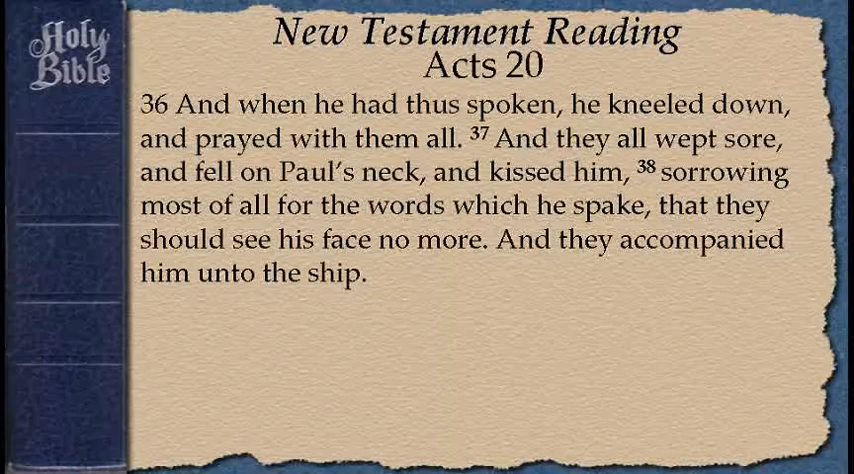 Holy
Bible
New Testament Reading
Acts 20
36 And when he had thus spoken, he kneeled down,
and prayed with them all. 37 And they all wept sore,
and fell on Paul's neck, and kissed him, 38 sorrowing
most of all for the words which he spake, that they
should see his face no more. And they accompanied
him unto the ship.